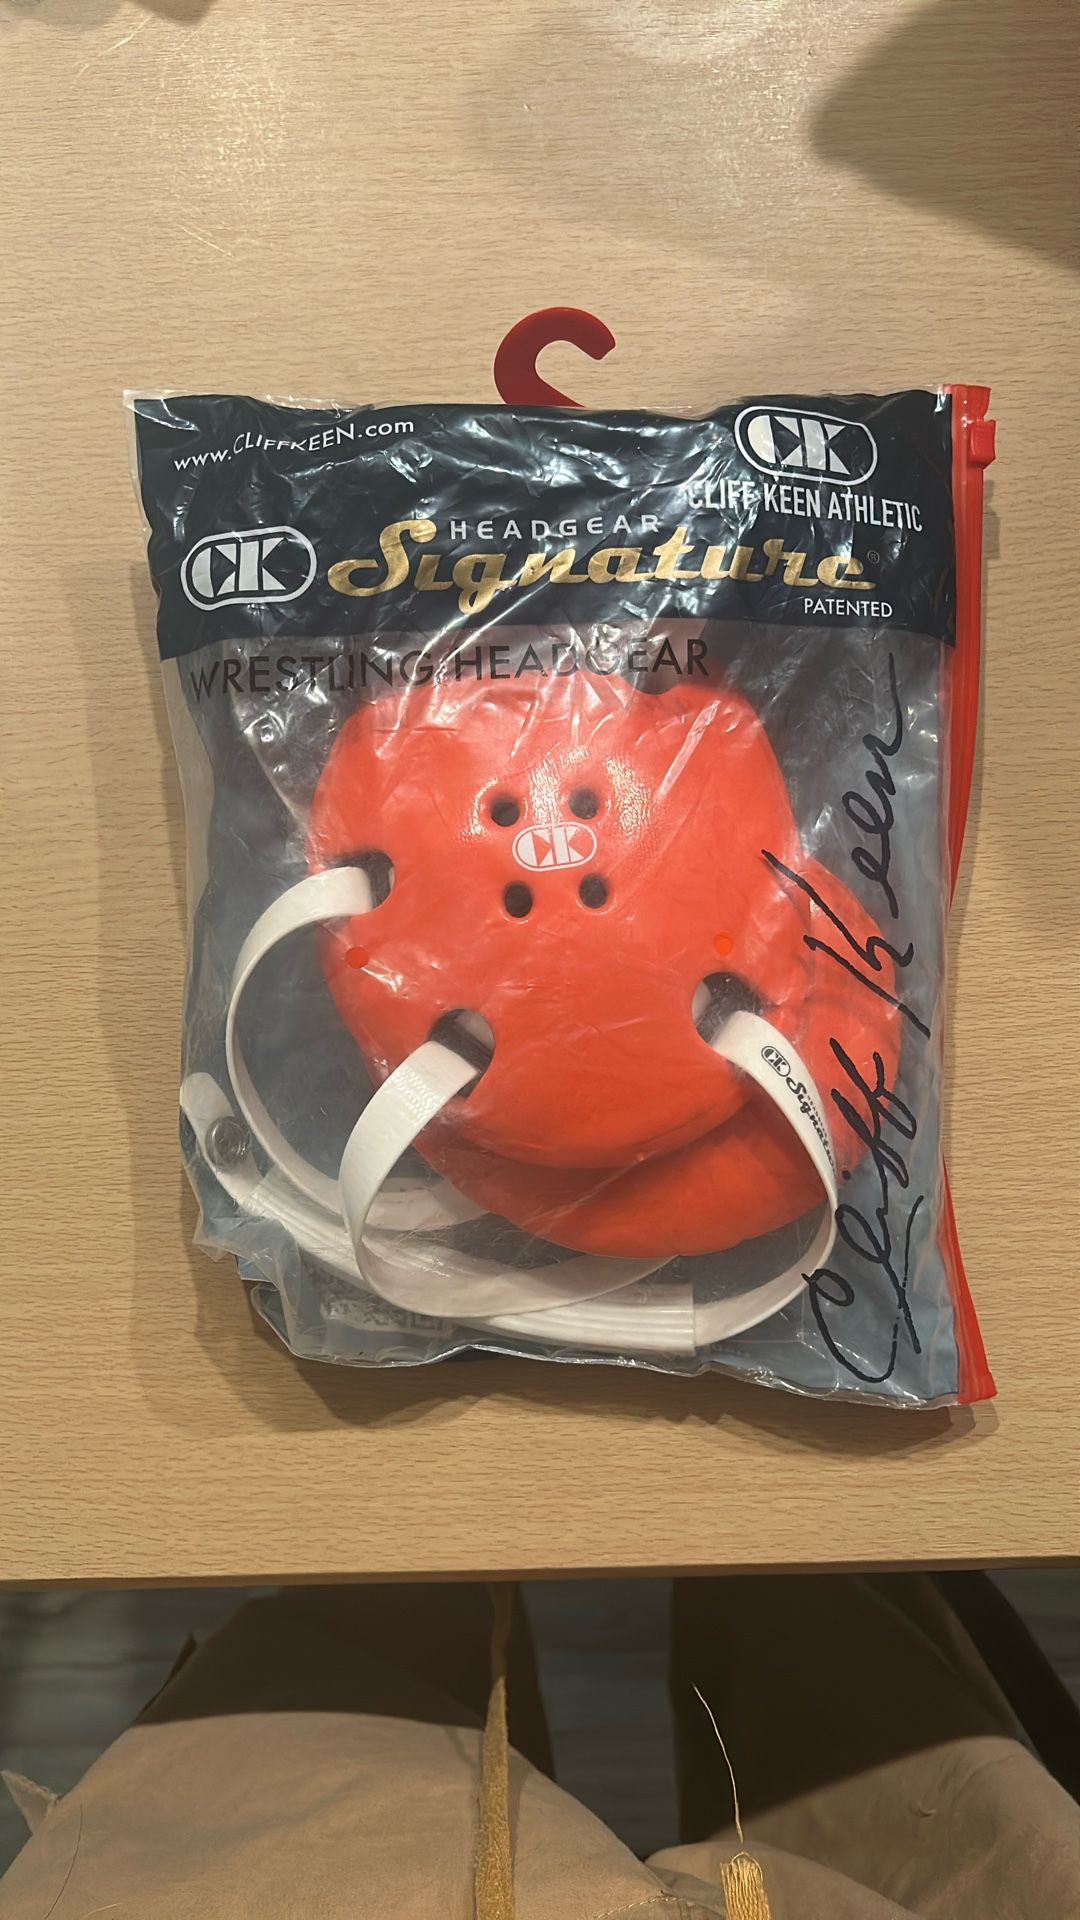 www.CLIFFKEEN.com
CK
CLIFF KEEN ATHLETIC
CK
HEADGEAR
Signature®
PATENTED
WRESTLING HEADGEAR
CK
CK Signature
Cliff Keen